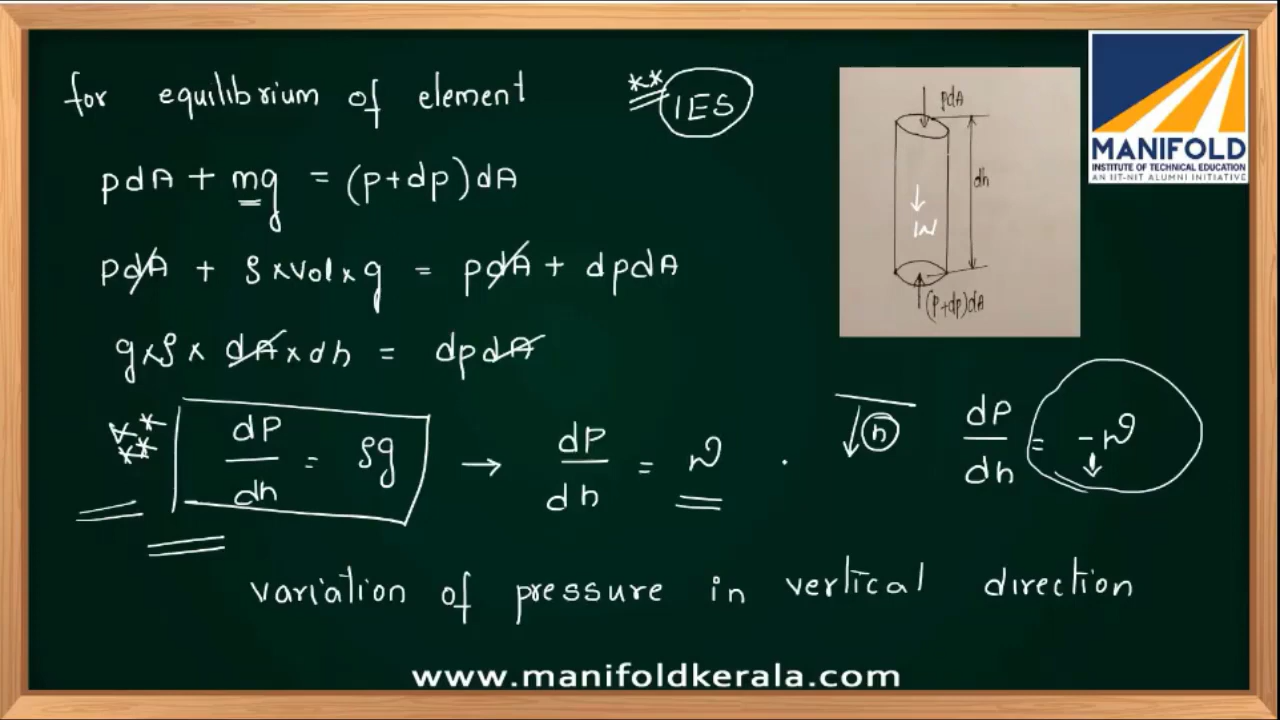 for equilibrium of element ** IES
pdA + mg = (p+dp)dA
pdA + ρ×vol×g = pdA + dpdA
g×ρ× dA×dh = dpdA
** ** dP/dh = ρg → dP/dh = w . h dP/dh = -w
variation of pressure in vertical direction
www.manifoldkerala.com
pdA
dh
W
(p+dp)dA
MANIFOLD
INSTITUTE OF TECHNICAL EDUCATION
AN IIT-NIT ALUMNI INITIATIVE